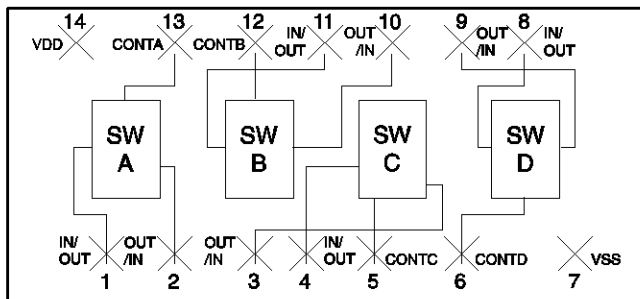 14 13 12 11 10 9 8
VDD CONTA CONTB IN/ OUT OUT /IN OUT /IN IN/ OUT
SW SW SW SW
A B C D
IN/ OUT OUT /IN OUT /IN IN/ OUT CONTC CONTD VSS
1 2 3 4 5 6 7